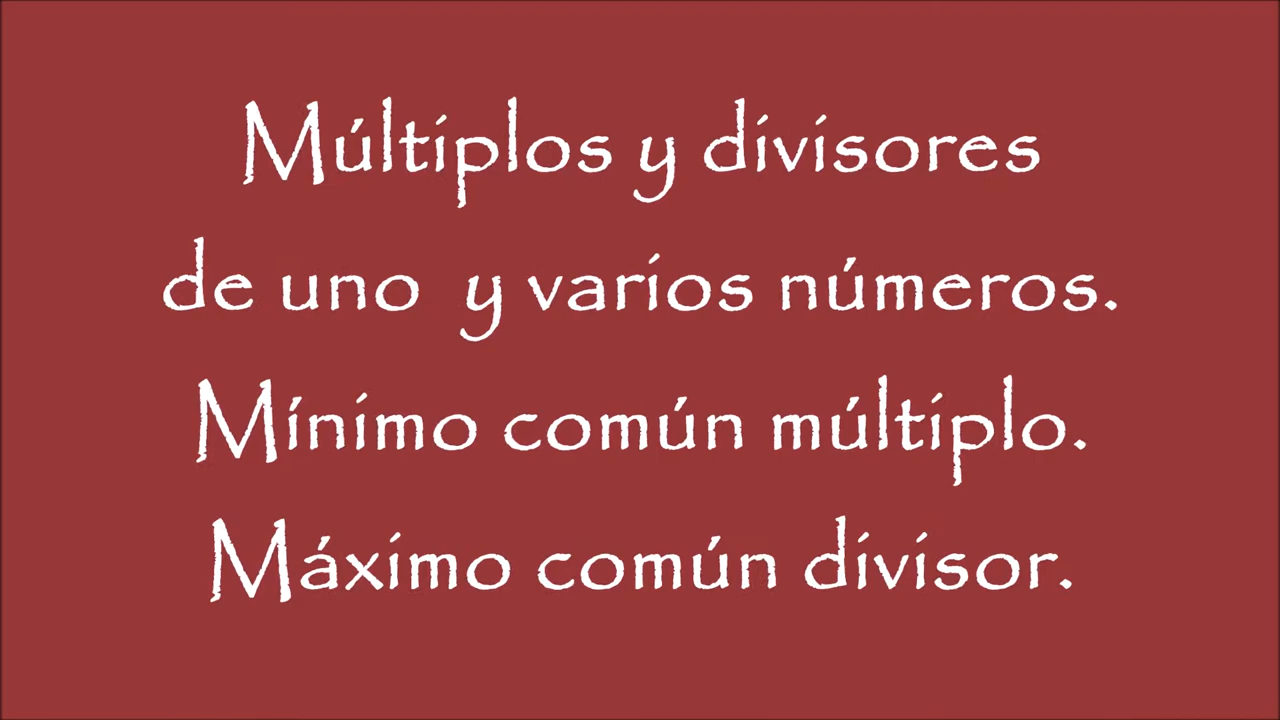 Múltiplos y divisores
de uno y varios números.
Mínimo común múltiplo.
Máximo común divisor.